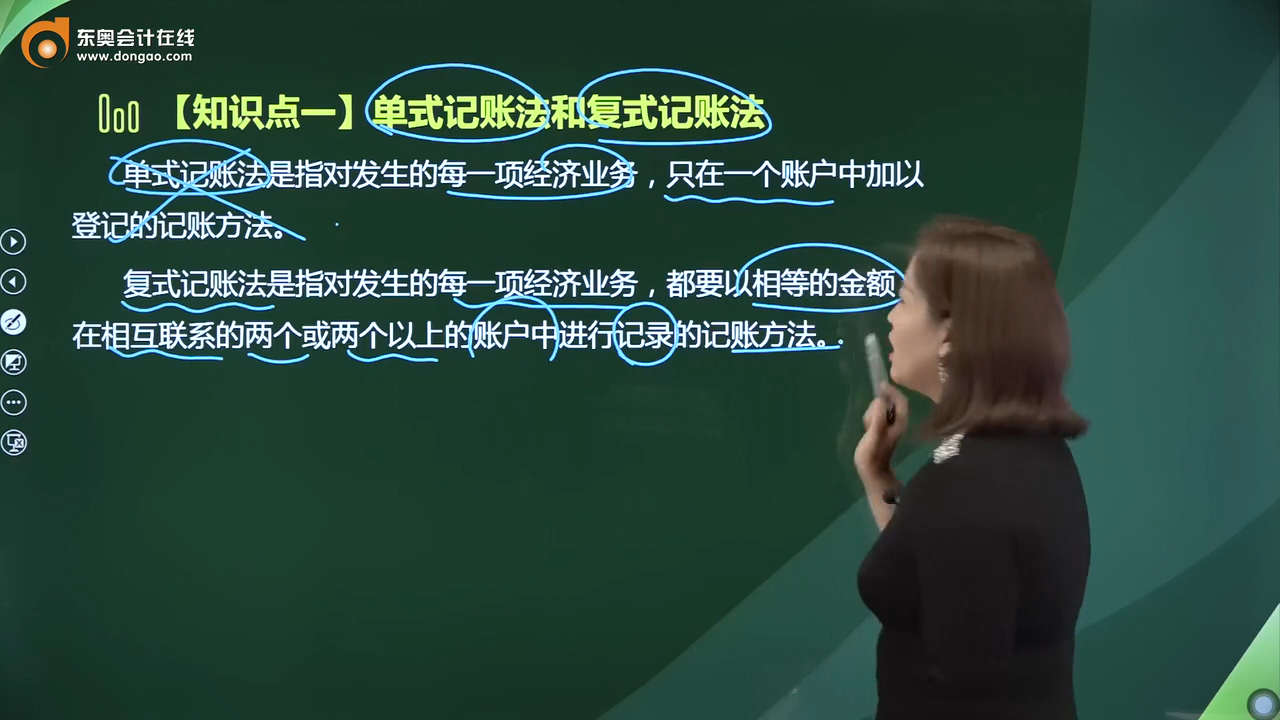 东奥会计在线
www.dongao.com
【知识点一】单式记账法和复式记账法
单式记账法是指对发生的每一项经济业务，只在一个账户中加以
登记的记账方法。
复式记账法是指对发生的每一项经济业务，都要以相等的金额
在相互联系的两个或两个以上的账户中进行记录的记账方法。